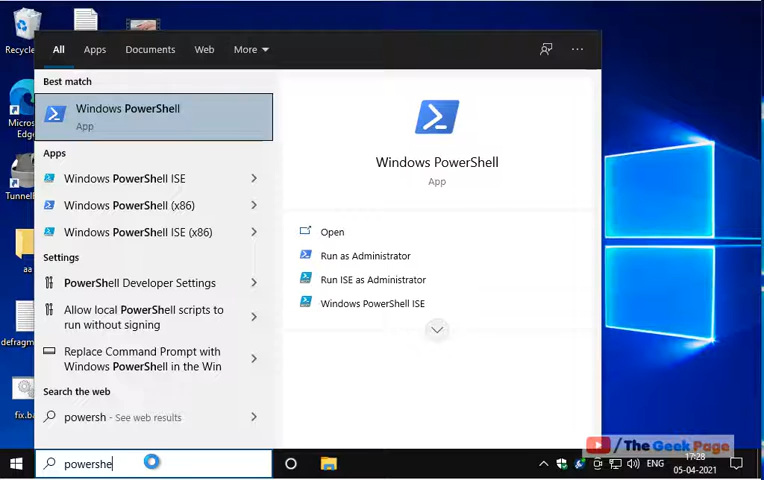 Recycle
All Apps Documents Web More
Best match
Windows PowerShell
App
Apps
Windows PowerShell ISE
Windows PowerShell (x86)
Windows PowerShell ISE (x86)
Settings
PowerShell Developer Settings
Allow local PowerShell scripts to
run without signing
Replace Command Prompt with
Windows PowerShell in the Win
Search the web
powersh - See web results
Windows PowerShell
App
Open
Run as Administrator
Run ISE as Administrator
Windows PowerShell ISE
Micros
Edge
Tunnel
aa
defragm
fix.ba
powershe
The Geek Page
ENG
17:28
05-04-2021